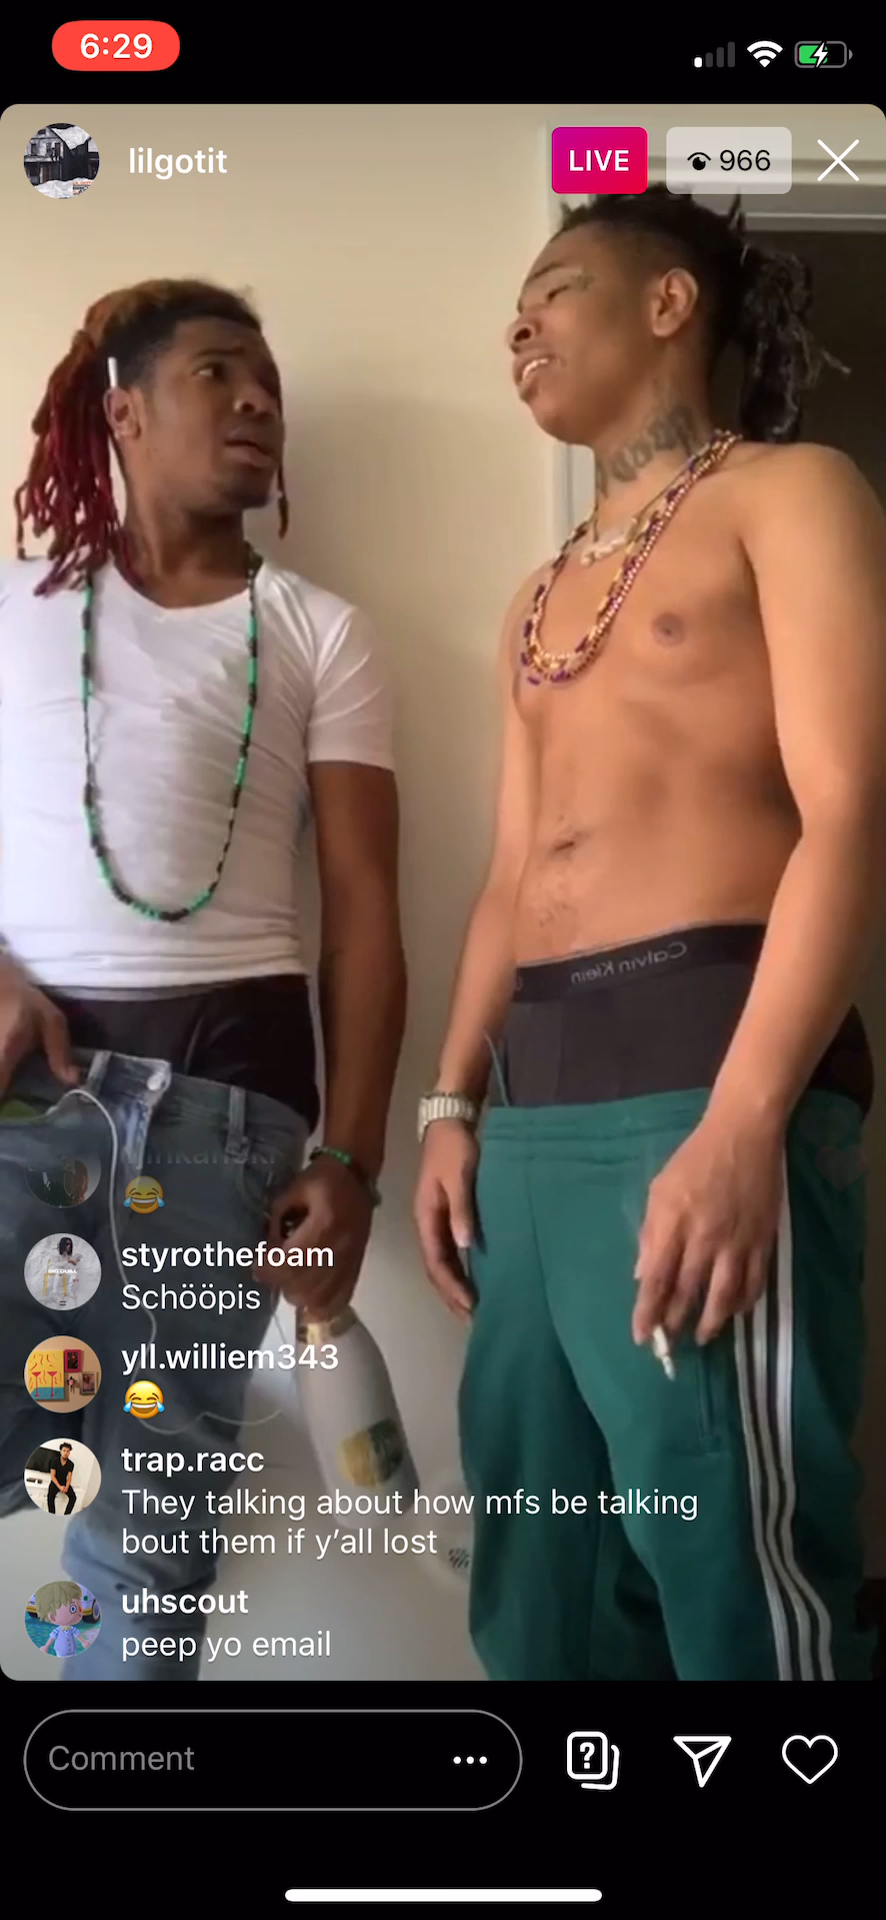 6:29
lilgotit
LIVE
966
Calvin Klein
😂
styrothefoam
Schööpis
yll.williem343
😂
trap.racc
They talking about how mfs be talking
bout them if y’all lost
uhscout
peep yo email
Comment